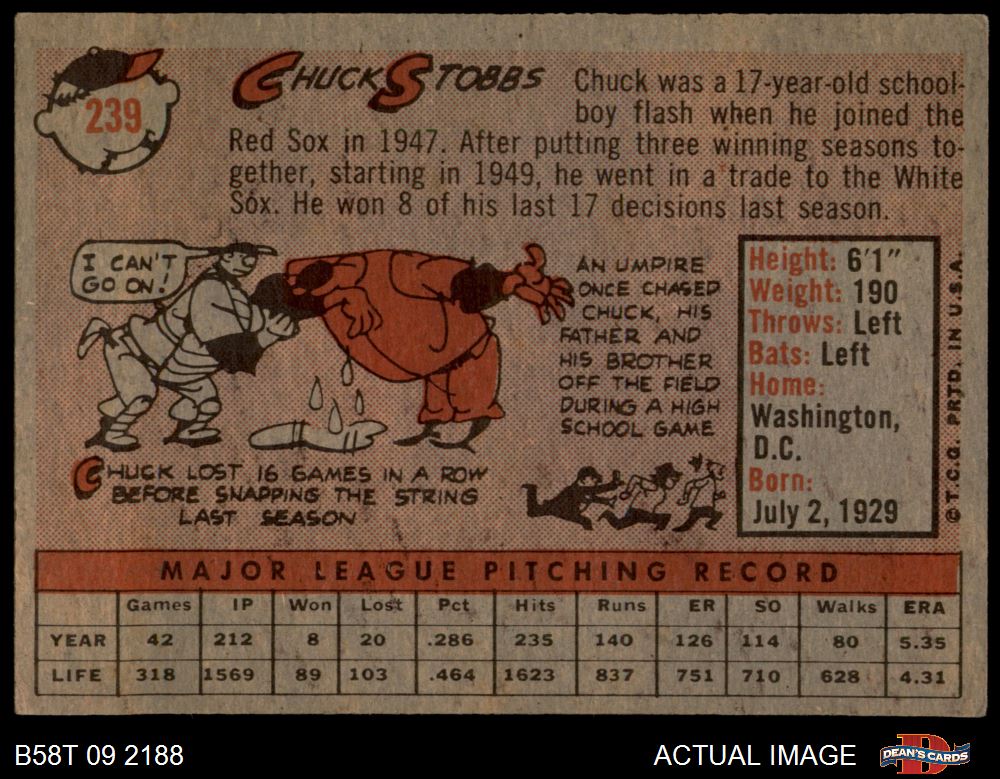 239
CHUCK STOBBS
Chuck was a 17-year-old school-
boy flash when he joined the
Red Sox in 1947. After putting three winning seasons to-
gether, starting in 1949, he went in a trade to the White
Sox. He won 8 of his last 17 decisions last season.
I CAN'T
GO ON!
CHUCK LOST 16 GAMES IN A ROW
BEFORE SNAPPING THE STRING
LAST SEASON
AN UMPIRE
ONCE CHASED
CHUCK, HIS
FATHER AND
HIS BROTHER
OFF THE FIELD
DURING A HIGH
SCHOOL GAME
Height: 6'1"
Weight: 190
Throws: Left
Bats: Left
Home:
Washington,
D.C.
Born:
July 2, 1929
©T.C.G. PRTD. IN U.S.A.
MAJOR LEAGUE PITCHING RECORD
Games IP Won Lost Pct Hits Runs ER SO Walks ERA
YEAR 42 212 8 20 .286 235 140 126 114 80 5.35
LIFE 318 1569 89 103 .464 1623 837 751 710 628 4.31
B58T 09 2188
ACTUAL IMAGE
D
DEAN'S CARDS